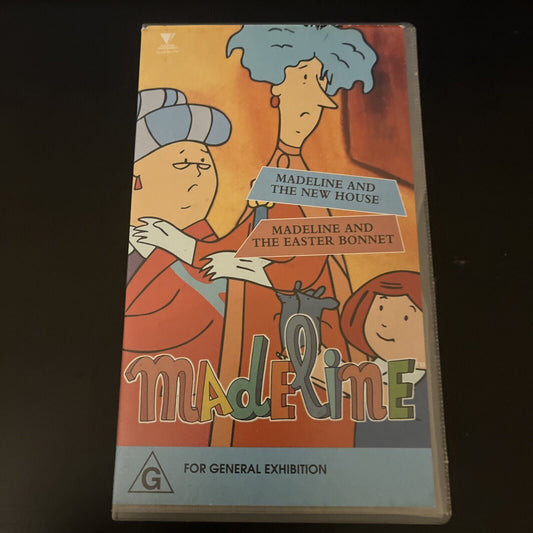 MADELINE AND
THE NEW HOUSE
MADELINE AND
THE EASTER BONNET
madeline
G
FOR GENERAL EXHIBITION